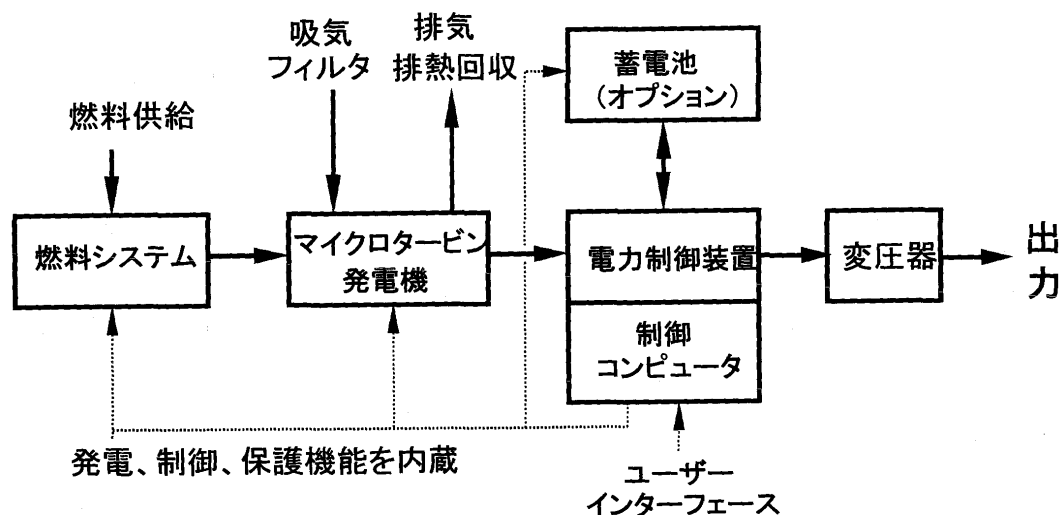 吸気
フィルタ
排気
排熱回収
蓄電池
(オプション)
燃料供給
燃料システム
マイクロタービン
発電機
電力制御装置
変圧器
出
力
制御
コンピュータ
発電、制御、保護機能を内蔵
ユーザー
インターフェース